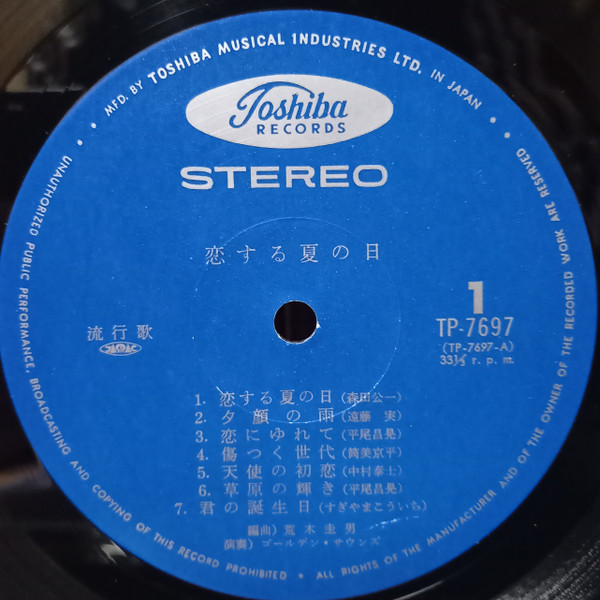 MFD. BY TOSHIBA MUSICAL INDUSTRIES LTD. IN JAPAN
Toshiba
RECORDS
STEREO
恋する夏の日
1
TP-7697
(TP-7697-A)
33⅓ r. p. m.
流行歌
JASRAC
1. 恋する夏の日(森田公一)
2. 夕顔の雨(遠藤 実)
3. 恋にゆれて(平尾昌晃)
4. 傷つく世代(筒美京平)
5. 天使の初恋(中村泰士)
6. 草原の輝き(平尾昌晃)
7. 君の誕生日(すぎやまこういち)
編曲)荒木圭男
演奏)ゴールデン・サウンズ
UNAUTHORIZED PUBLIC PERFORMANCE, BROADCASTING AND COPYING OF THIS RECORD PROHIBITED • ALL RIGHTS OF THE MANUFACTURER AND OF THE OWNER OF THE RECORDED WORK ARE RESERVED